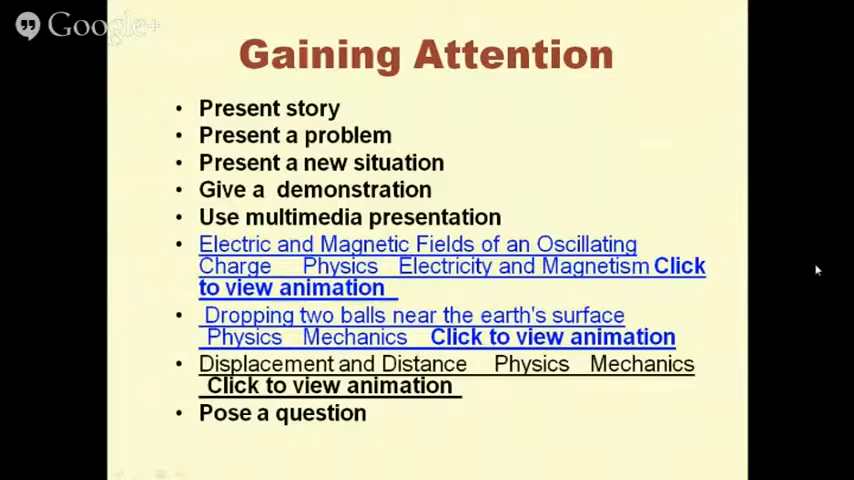 Google+
Gaining Attention
• Present story
• Present a problem
• Present a new situation
• Give a demonstration
• Use multimedia presentation
• Electric and Magnetic Fields of an Oscillating
Charge Physics Electricity and Magnetism Click
to view animation
• Dropping two balls near the earth's surface
Physics Mechanics Click to view animation
• Displacement and Distance Physics Mechanics
Click to view animation
• Pose a question